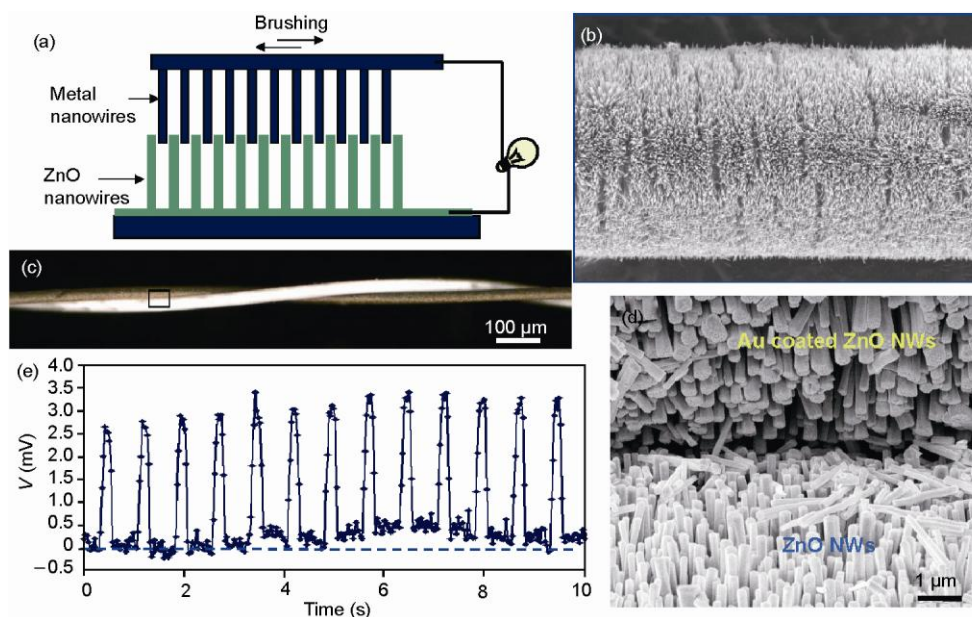 (a)
Brushing
Metal
nanowires
ZnO
nanowires
(b)
(c)
100 μm
(d)
Au coated ZnO NWs
ZnO NWs
1 μm
(e)
V (mV)
4.0
3.5
3.0
2.5
2.0
1.5
1.0
0.5
0
−0.5
0 2 4 6 8 10
Time (s)